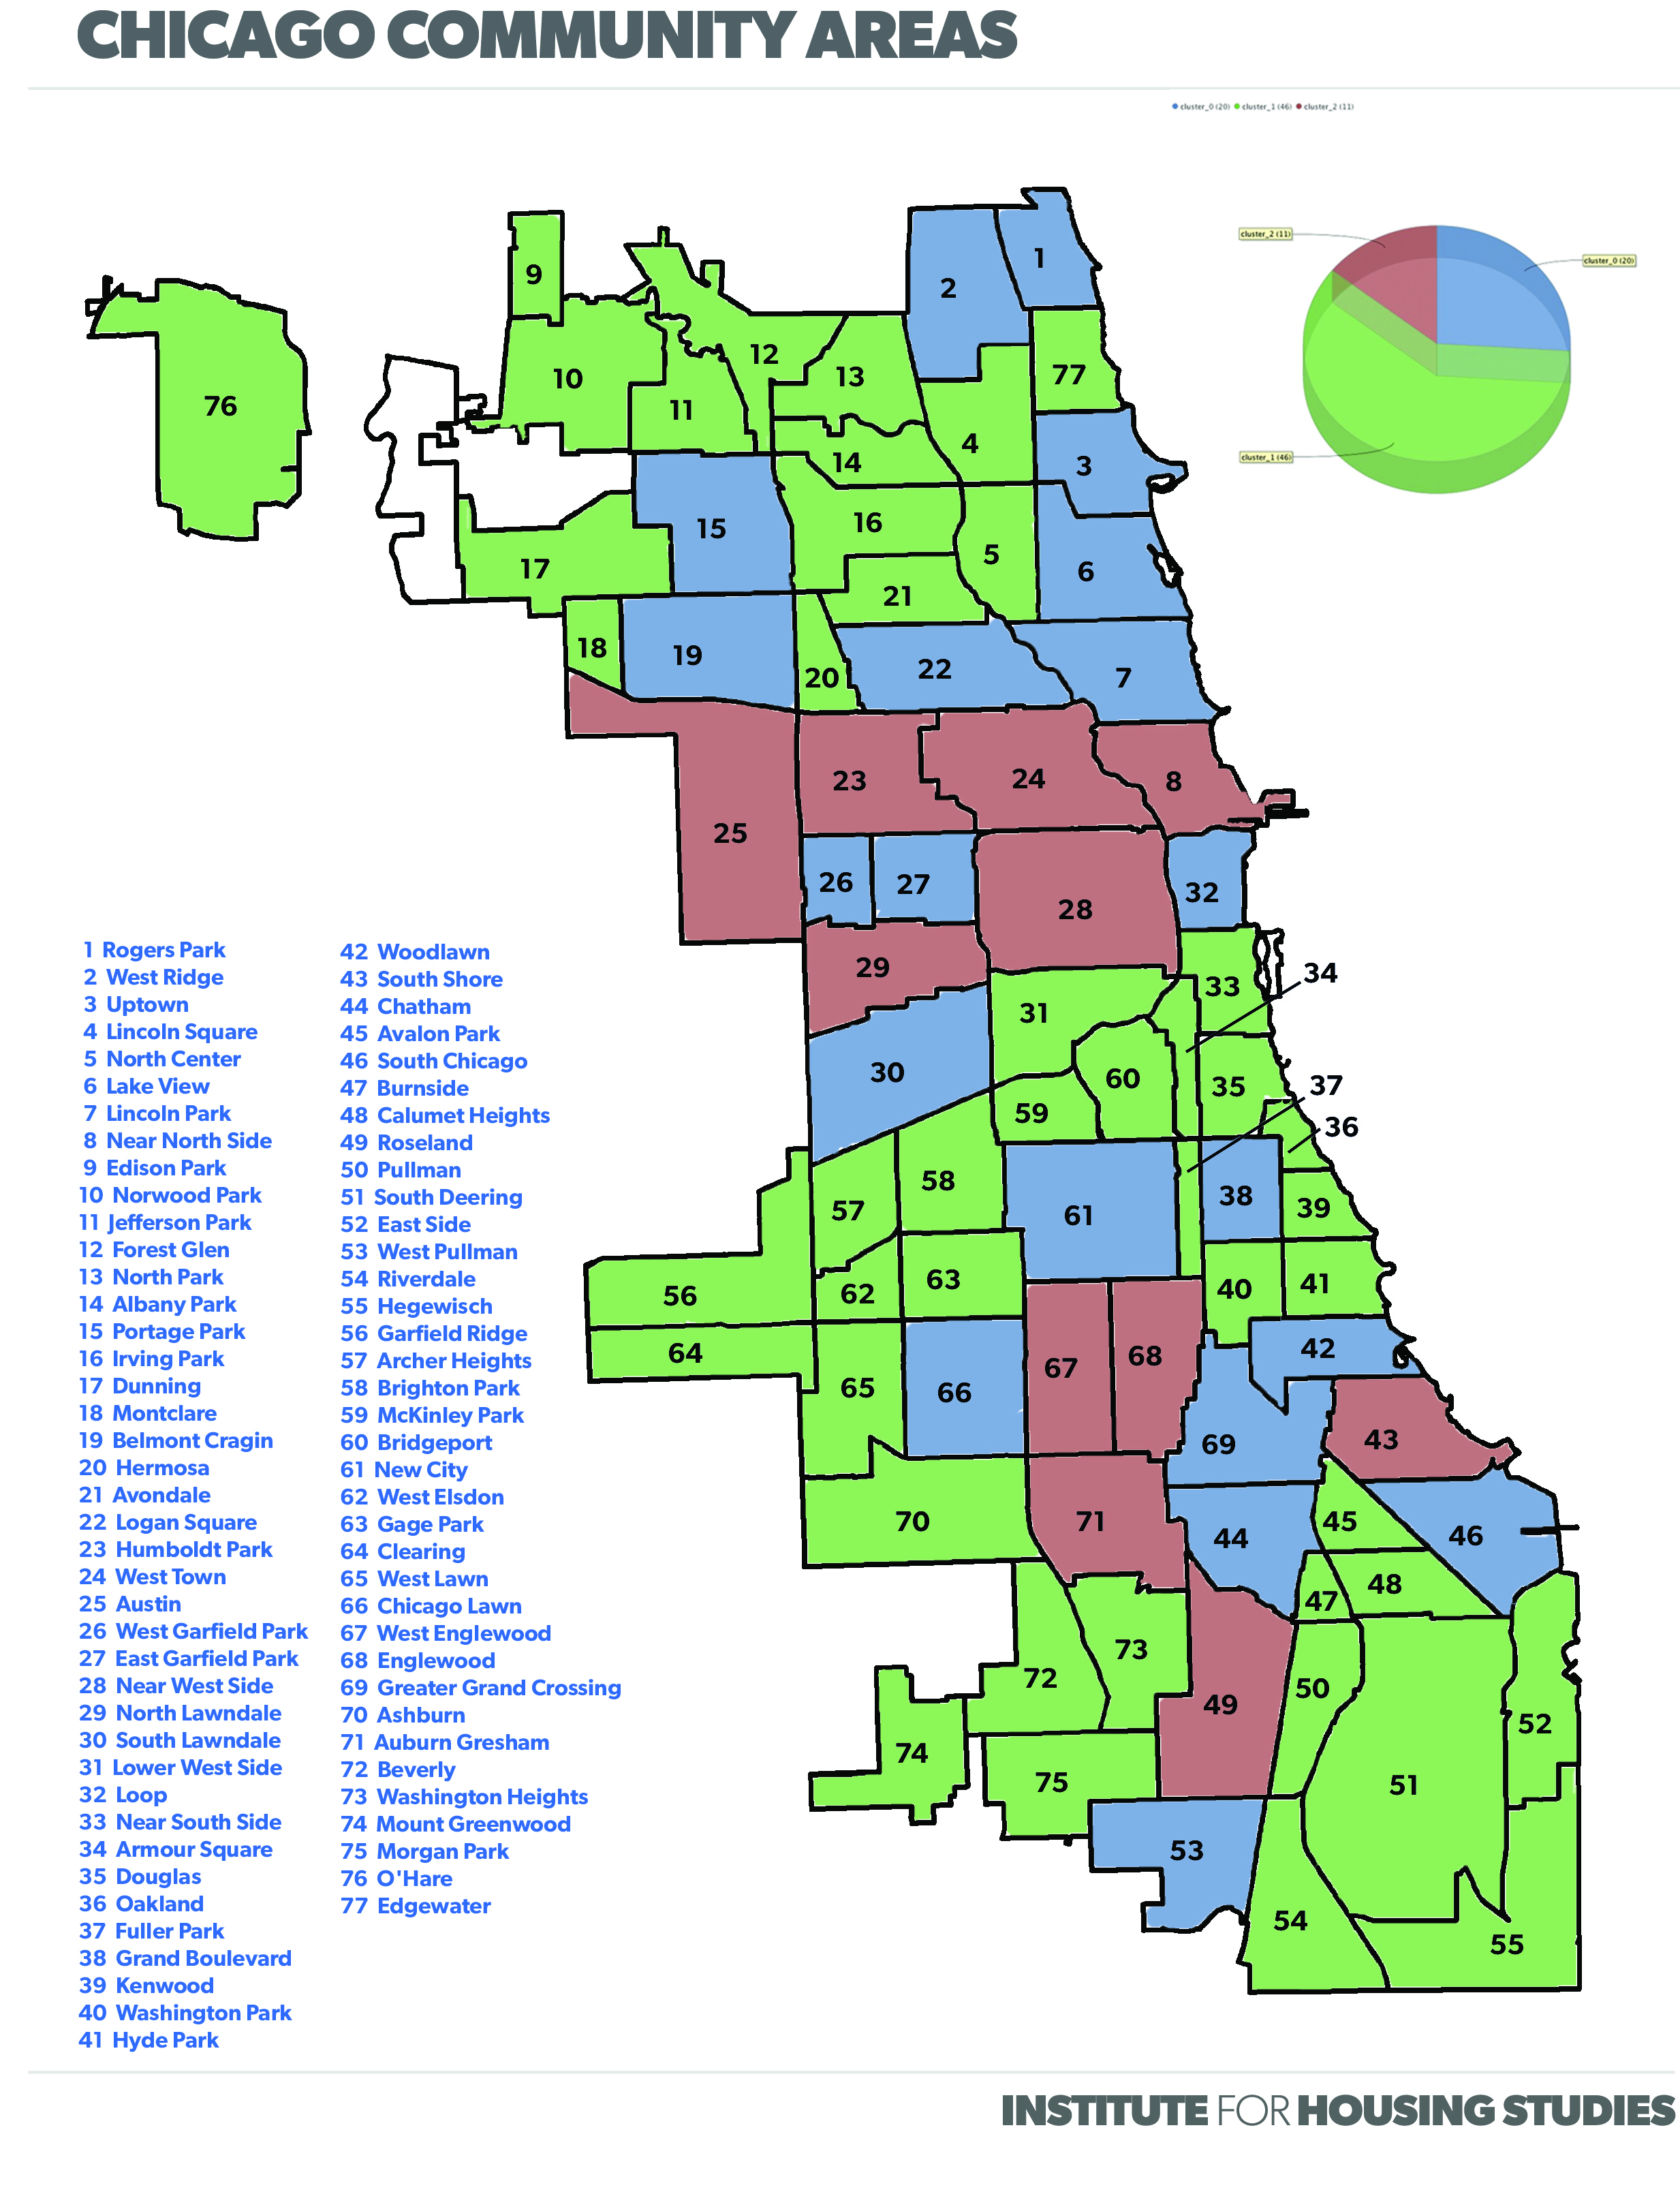 CHICAGO COMMUNITY AREAS
cluster_0 (20) cluster_1 (46) cluster_2 (11)
cluster_2 (11)
cluster_0 (20)
cluster_1 (46)
1
2
9
12
77
13
10
76
11
4
14
3
16
15
5
17
6
21
18
19
22
20
7
23
24
8
25
26
27
32
28
29
34
33
31
30
60
37
35
59
36
58
38
39
57
61
63
41
40
62
56
42
64
68
67
65
66
43
69
70
71
45
46
44
48
47
73
72
50
49
52
74
75
51
53
54
55
1 Rogers Park
2 West Ridge
3 Uptown
4 Lincoln Square
5 North Center
6 Lake View
7 Lincoln Park
8 Near North Side
9 Edison Park
10 Norwood Park
11 Jefferson Park
12 Forest Glen
13 North Park
14 Albany Park
15 Portage Park
16 Irving Park
17 Dunning
18 Montclare
19 Belmont Cragin
20 Hermosa
21 Avondale
22 Logan Square
23 Humboldt Park
24 West Town
25 Austin
26 West Garfield Park
27 East Garfield Park
28 Near West Side
29 North Lawndale
30 South Lawndale
31 Lower West Side
32 Loop
33 Near South Side
34 Armour Square
35 Douglas
36 Oakland
37 Fuller Park
38 Grand Boulevard
39 Kenwood
40 Washington Park
41 Hyde Park
42 Woodlawn
43 South Shore
44 Chatham
45 Avalon Park
46 South Chicago
47 Burnside
48 Calumet Heights
49 Roseland
50 Pullman
51 South Deering
52 East Side
53 West Pullman
54 Riverdale
55 Hegewisch
56 Garfield Ridge
57 Archer Heights
58 Brighton Park
59 McKinley Park
60 Bridgeport
61 New City
62 West Elsdon
63 Gage Park
64 Clearing
65 West Lawn
66 Chicago Lawn
67 West Englewood
68 Englewood
69 Greater Grand Crossing
70 Ashburn
71 Auburn Gresham
72 Beverly
73 Washington Heights
74 Mount Greenwood
75 Morgan Park
76 O'Hare
77 Edgewater
INSTITUTE FOR HOUSING STUDIES